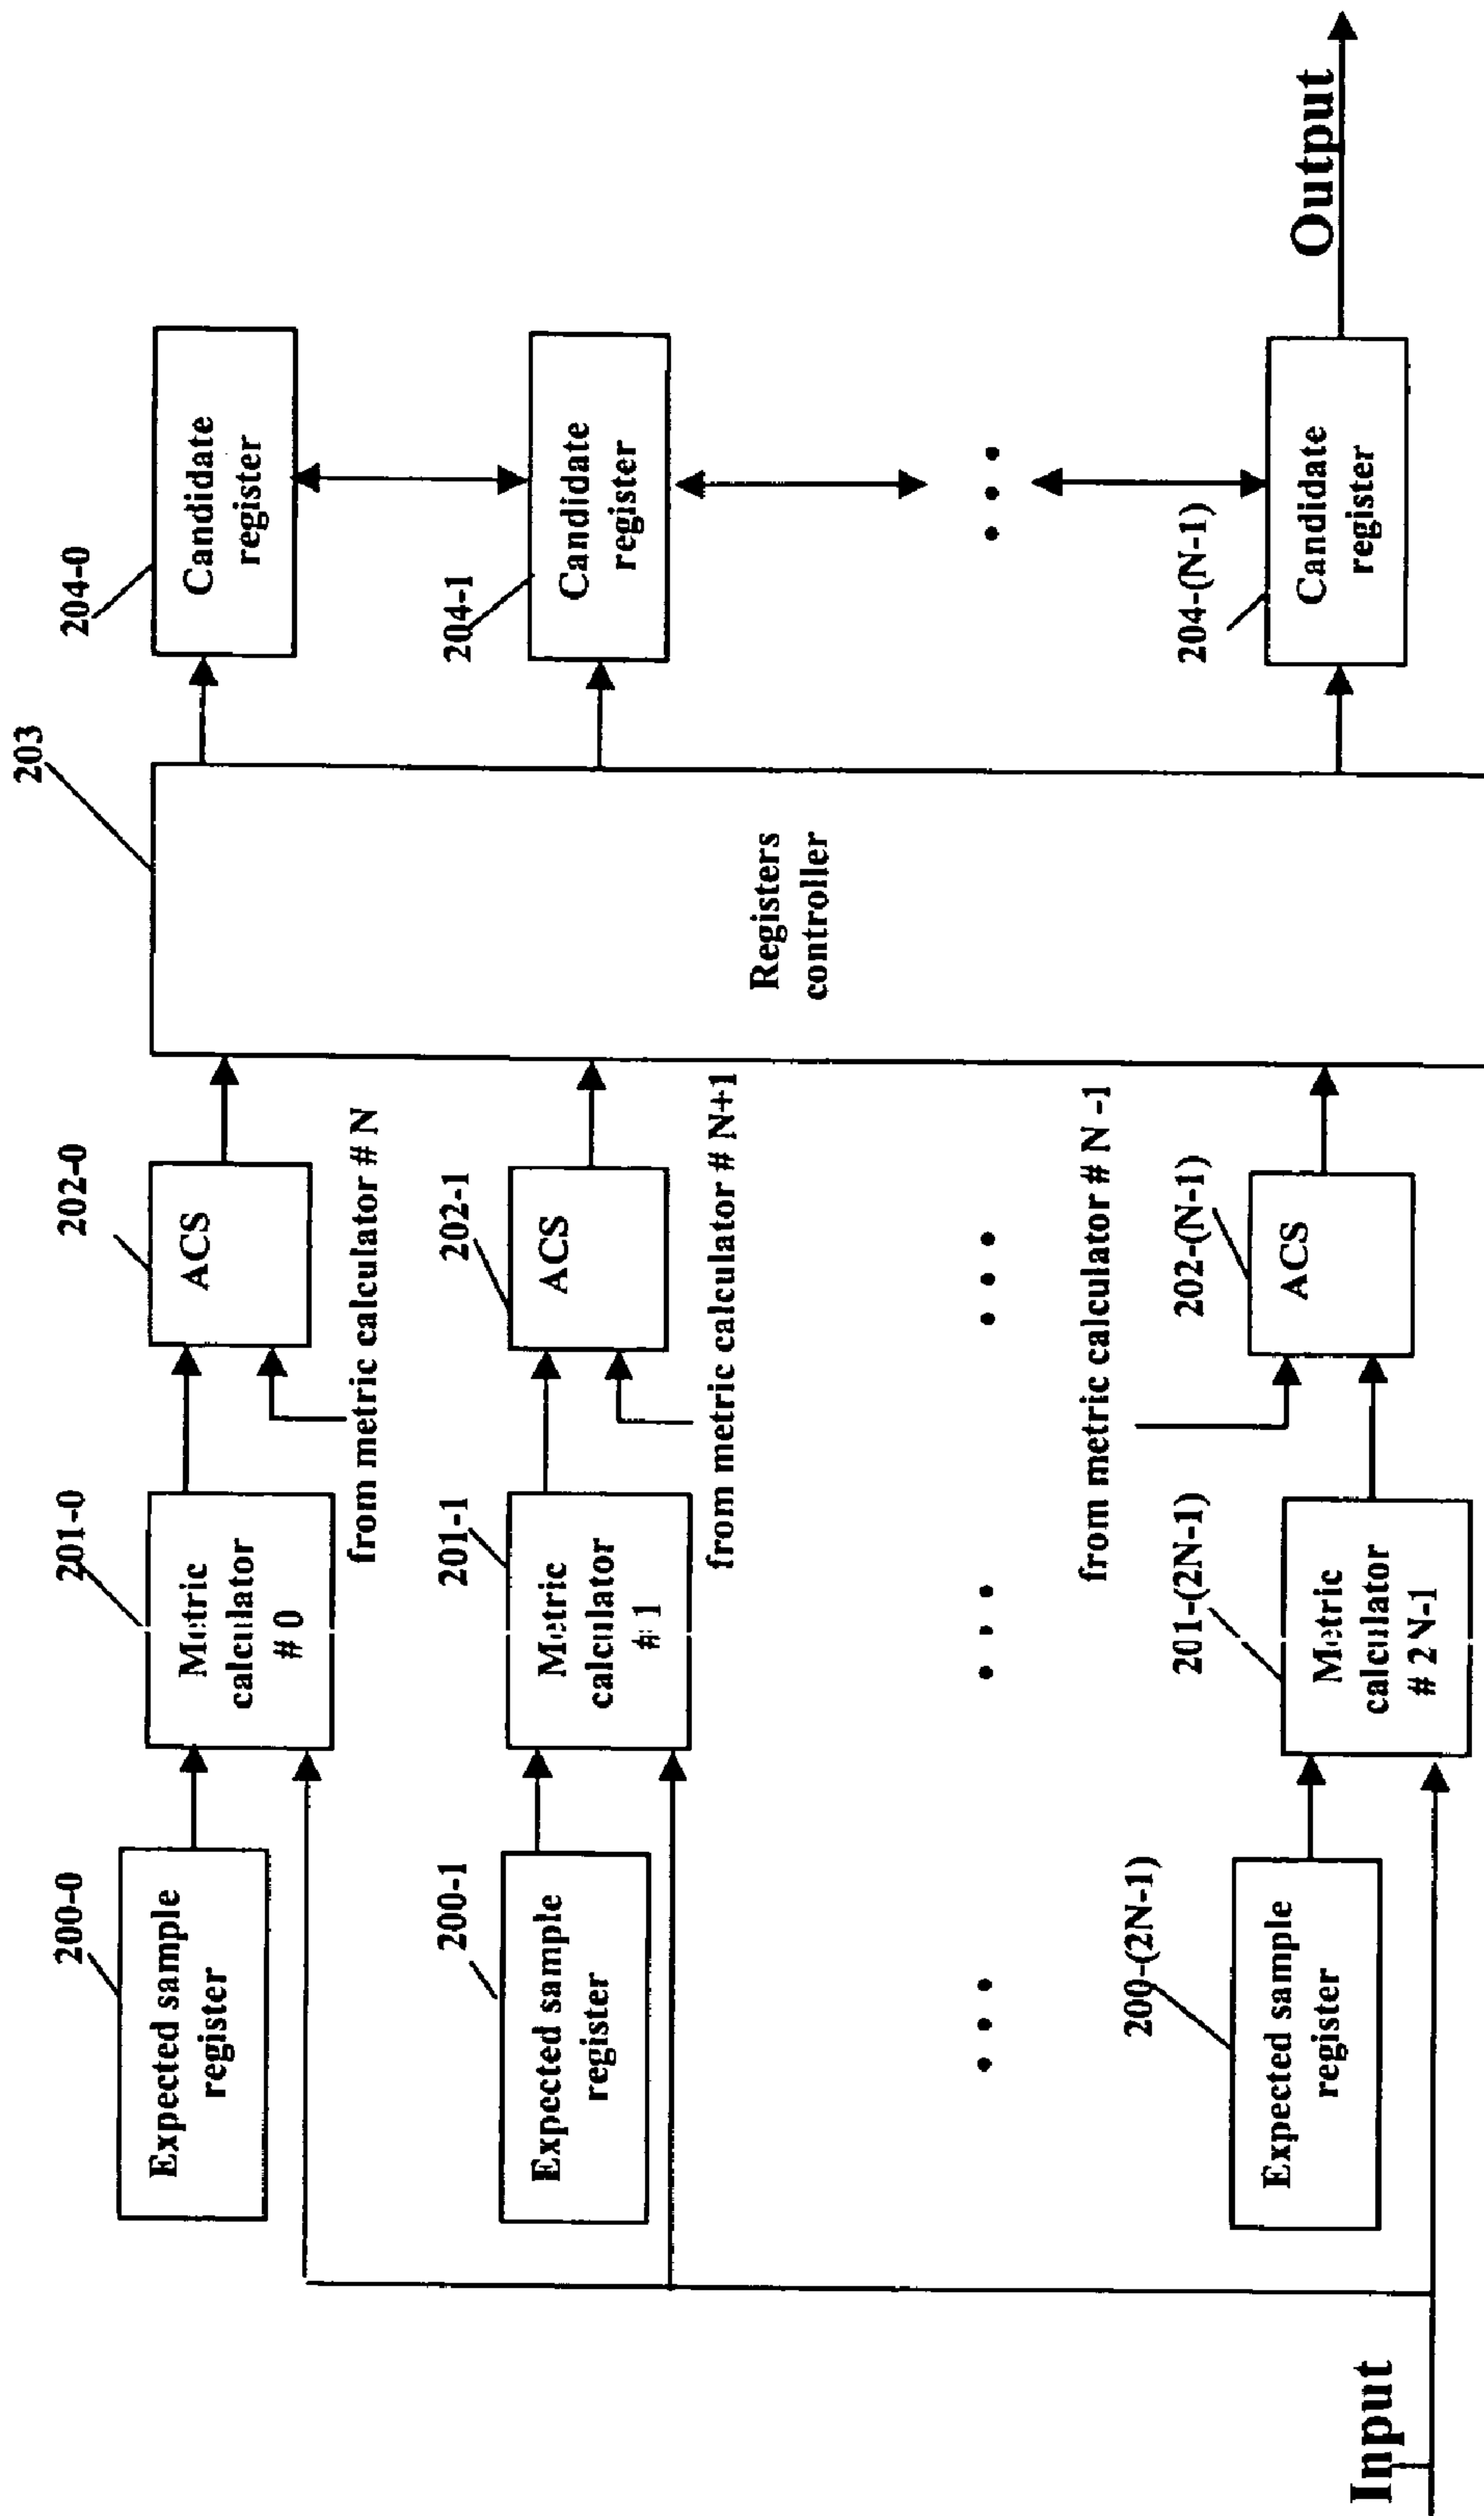 200-0
Expected sample
register
201-0
Metric
calculator
# 0
202-0
ACS
from metric calculator # N
203
Registers
controller
204-0
Candidate
register
200-1
Expected sample
register
201-1
Metric
calculator
# 1
202-1
ACS
from metric calculator # N+1
204-1
Candidate
register
200-(2N-1)
Expected sample
register
201-(2N-1)
Metric
calculator
# 2N-1
from metric calculator # N -1
202-(N-1)
ACS
204-(N-1)
Candidate
register
Input
Output